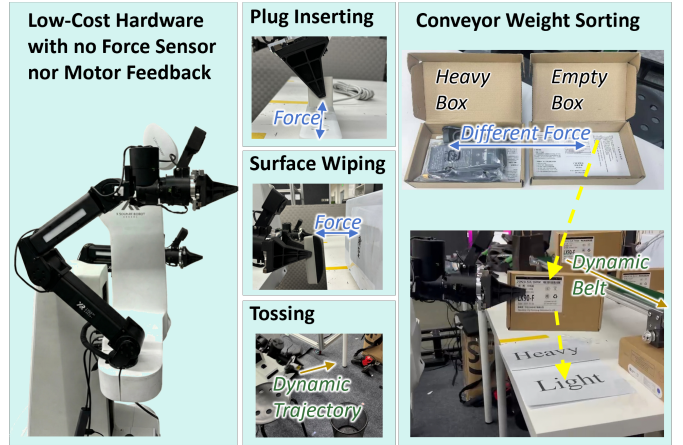 Low-Cost Hardware
with no Force Sensor
nor Motor Feedback
Plug Inserting
Force
Surface Wiping
Force
Tossing
Dynamic
Trajectory
Conveyor Weight Sorting
Heavy
Box
Empty
Box
Different Force
Dynamic
Belt
Heavy
Light